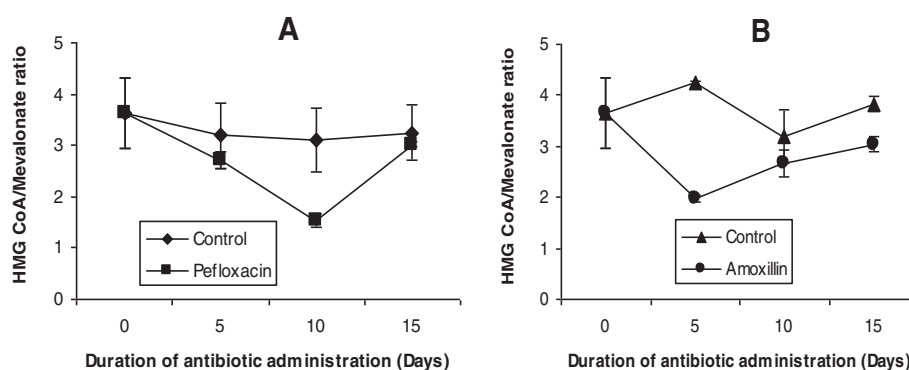 A
HMG CoA/Mevalonate ratio
5
4
3
2
1
0
Control
Pefloxacin
0 5 10 15
Duration of antibiotic administration (Days)
B
HMG CoA/Mevalonate ratio
5
4
3
2
1
0
Control
Amoxillin
0 5 10 15
Duration of antibiotic administration (Days)